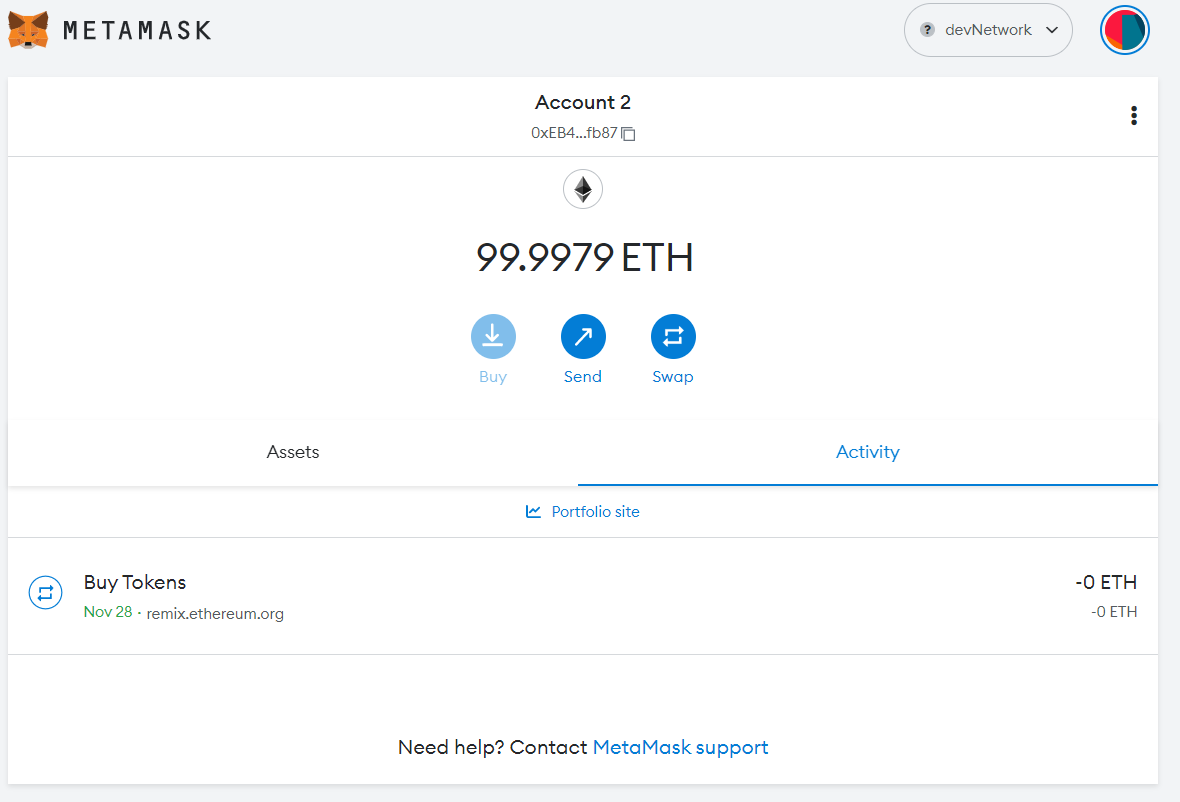 METAMASK
? devNetwork
Account 2
0xEB4...fb87
99.9979 ETH
Buy Send Swap
Assets Activity
Portfolio site
Buy Tokens -0 ETH
Nov 28 · remix.ethereum.org -0 ETH
Need help? Contact MetaMask support